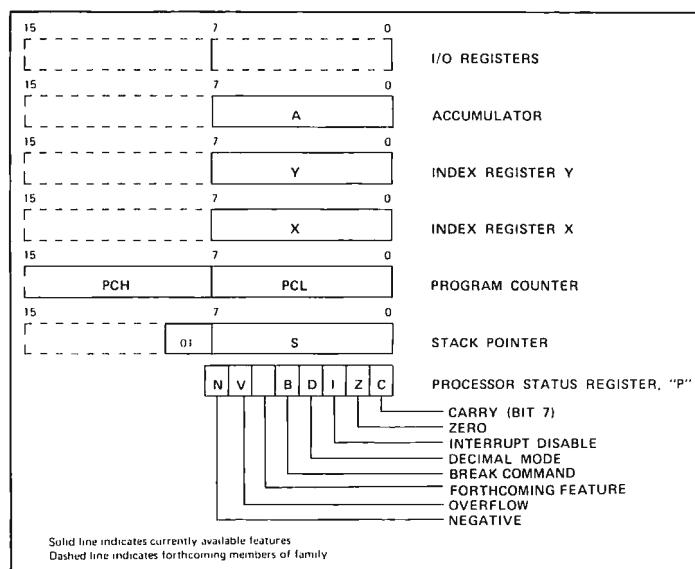 15 7 0
I/O REGISTERS
15 7 0
A ACCUMULATOR
15 7 0
Y INDEX REGISTER Y
15 7 0
X INDEX REGISTER X
15 7 0
PCH PCL PROGRAM COUNTER
15 7 0
01 S STACK POINTER
N V B D I Z C PROCESSOR STATUS REGISTER, "P"
CARRY (BIT 7)
ZERO
INTERRUPT DISABLE
DECIMAL MODE
BREAK COMMAND
FORTHCOMING FEATURE
OVERFLOW
NEGATIVE
Solid line indicates currently available features
Dashed line indicates forthcoming members of family